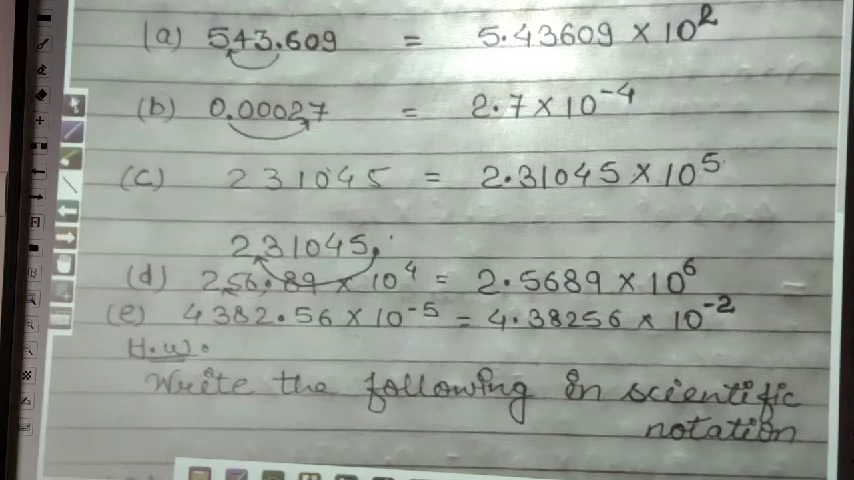 (a) 543.609 = 5.43609 × 10²
(b) 0.00027 = 2.7 × 10⁻⁴
(c) 231045 = 2.31045 × 10⁵
231045.
(d) 256.89 × 10⁴ = 2.5689 × 10⁶
(e) 4382.56 × 10⁻⁵ = 4.38256 × 10⁻²
H.W.
Write the following in scientific
notation